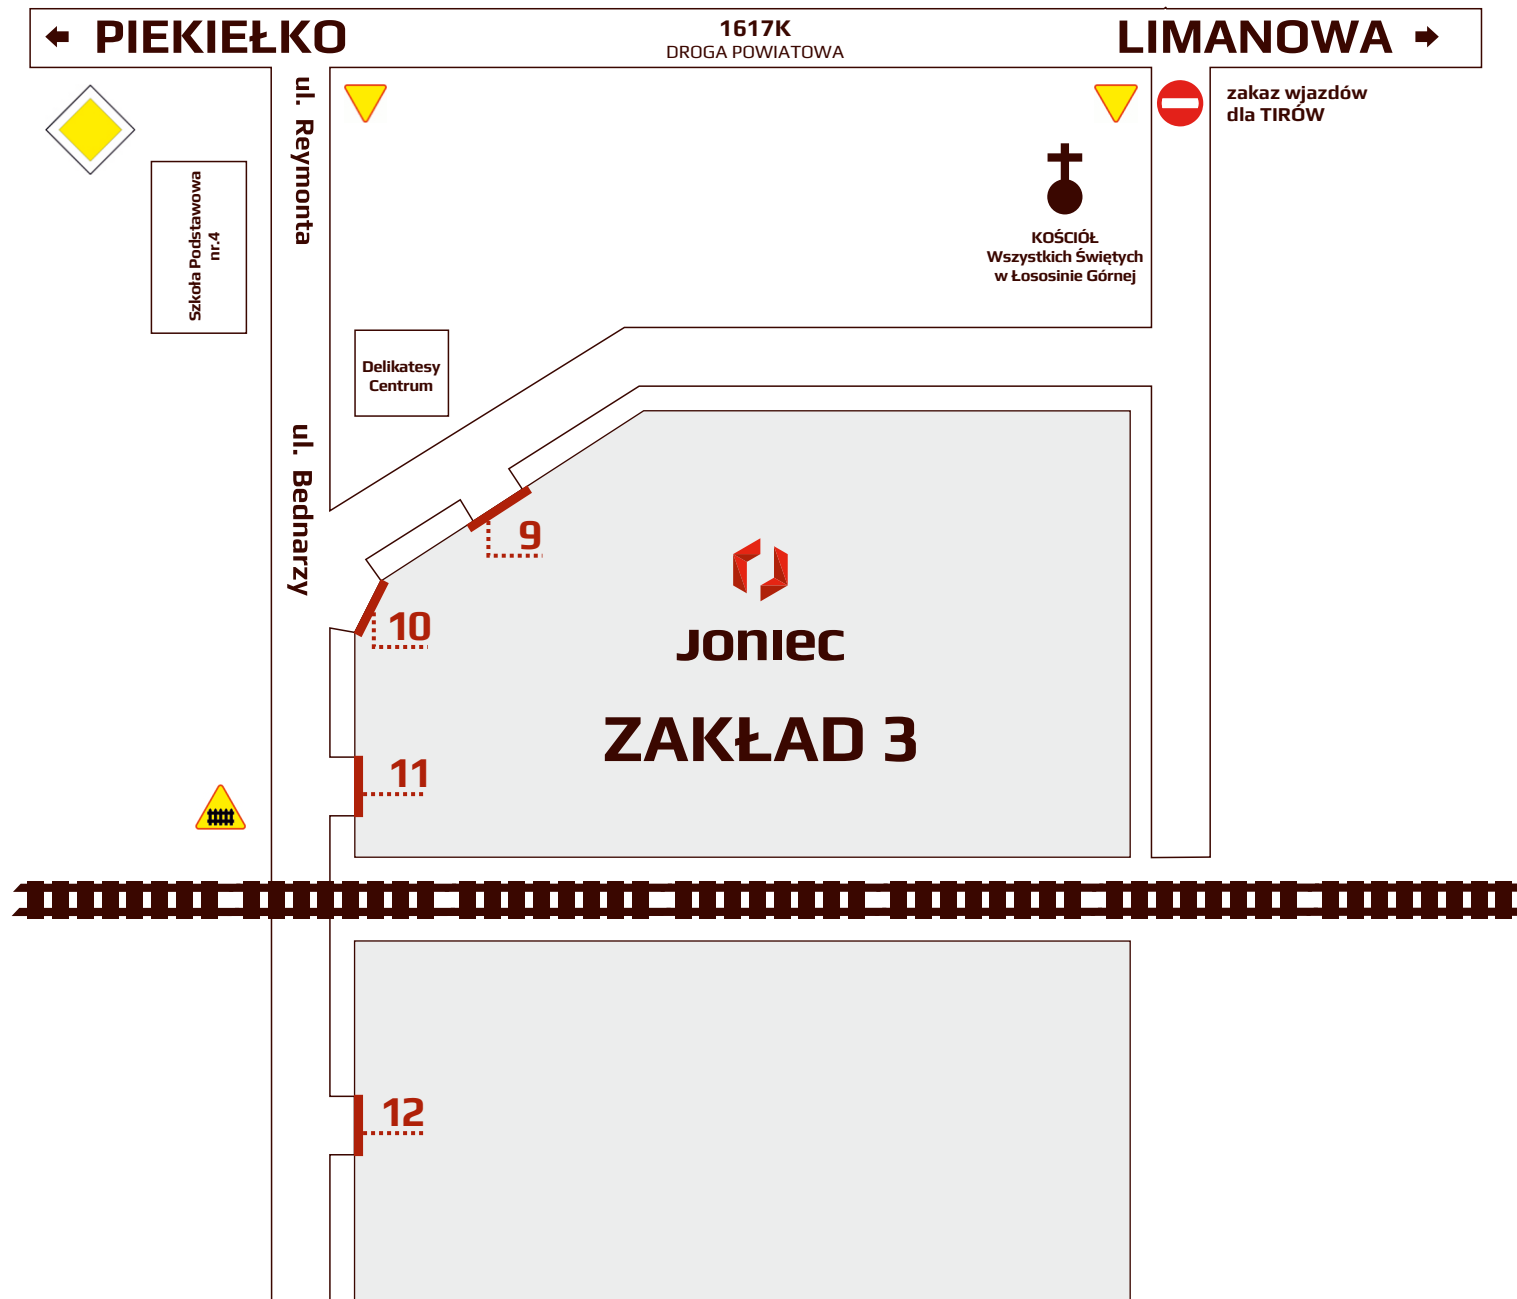 PIEKIEŁKO
1617K
DROGA POWIATOWA
LIMANOWA
zakaz wjazdów
dla TIRÓW
ul. Reymonta
Szkoła Podstawowa
nr.4
KOŚCIÓŁ
Wszystkich Świętych
w Łososinie Górnej
Delikatesy
Centrum
ul. Bednarzy
9
10
JONIEC
ZAKŁAD 3
11
12